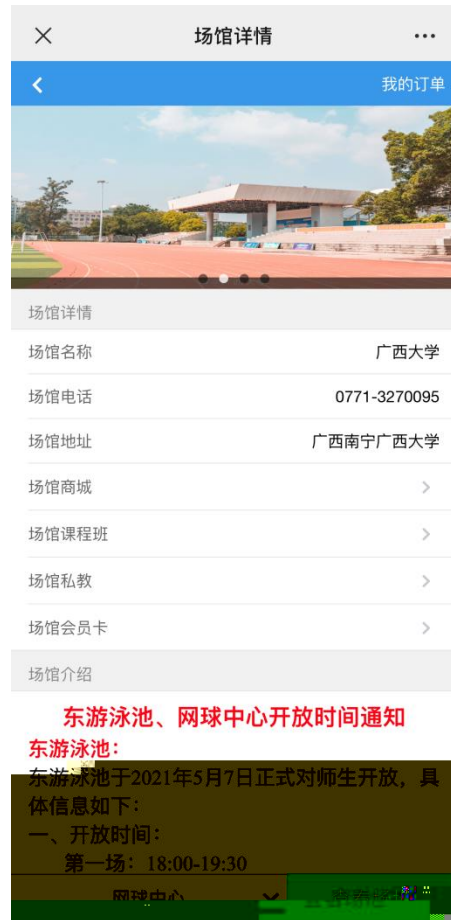 场馆详情
我的订单
场馆详情
场馆名称 广西大学
场馆电话 0771-3270095
场馆地址 广西南宁广西大学
场馆商城
场馆课程班
场馆私教
场馆会员卡
场馆介绍
东游泳池、网球中心开放时间通知
东游泳池：
东游泳池于2021年5月7日正式对师生开放，具
体信息如下：
一、开放时间：
第一场：18:00-19:30
网球中心